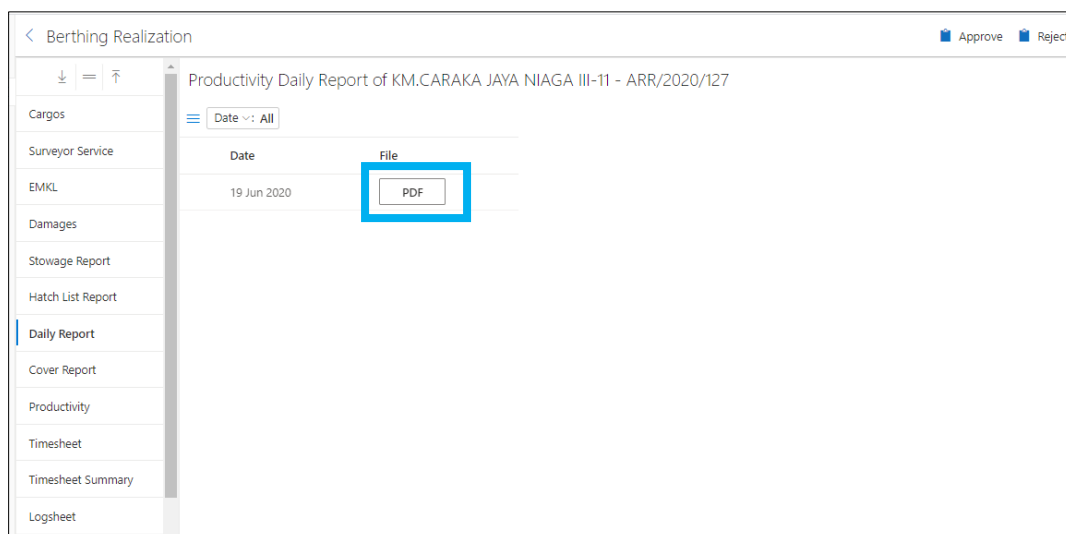 Berthing Realization
Approve
Reject
Productivity Daily Report of KM.CARAKA JAYA NIAGA III-11 - ARR/2020/127
Cargos
Surveyor Service
EMKL
Damages
Stowage Report
Hatch List Report
Daily Report
Cover Report
Productivity
Timesheet
Timesheet Summary
Logsheet
Date : All
Date File
19 Jun 2020 PDF